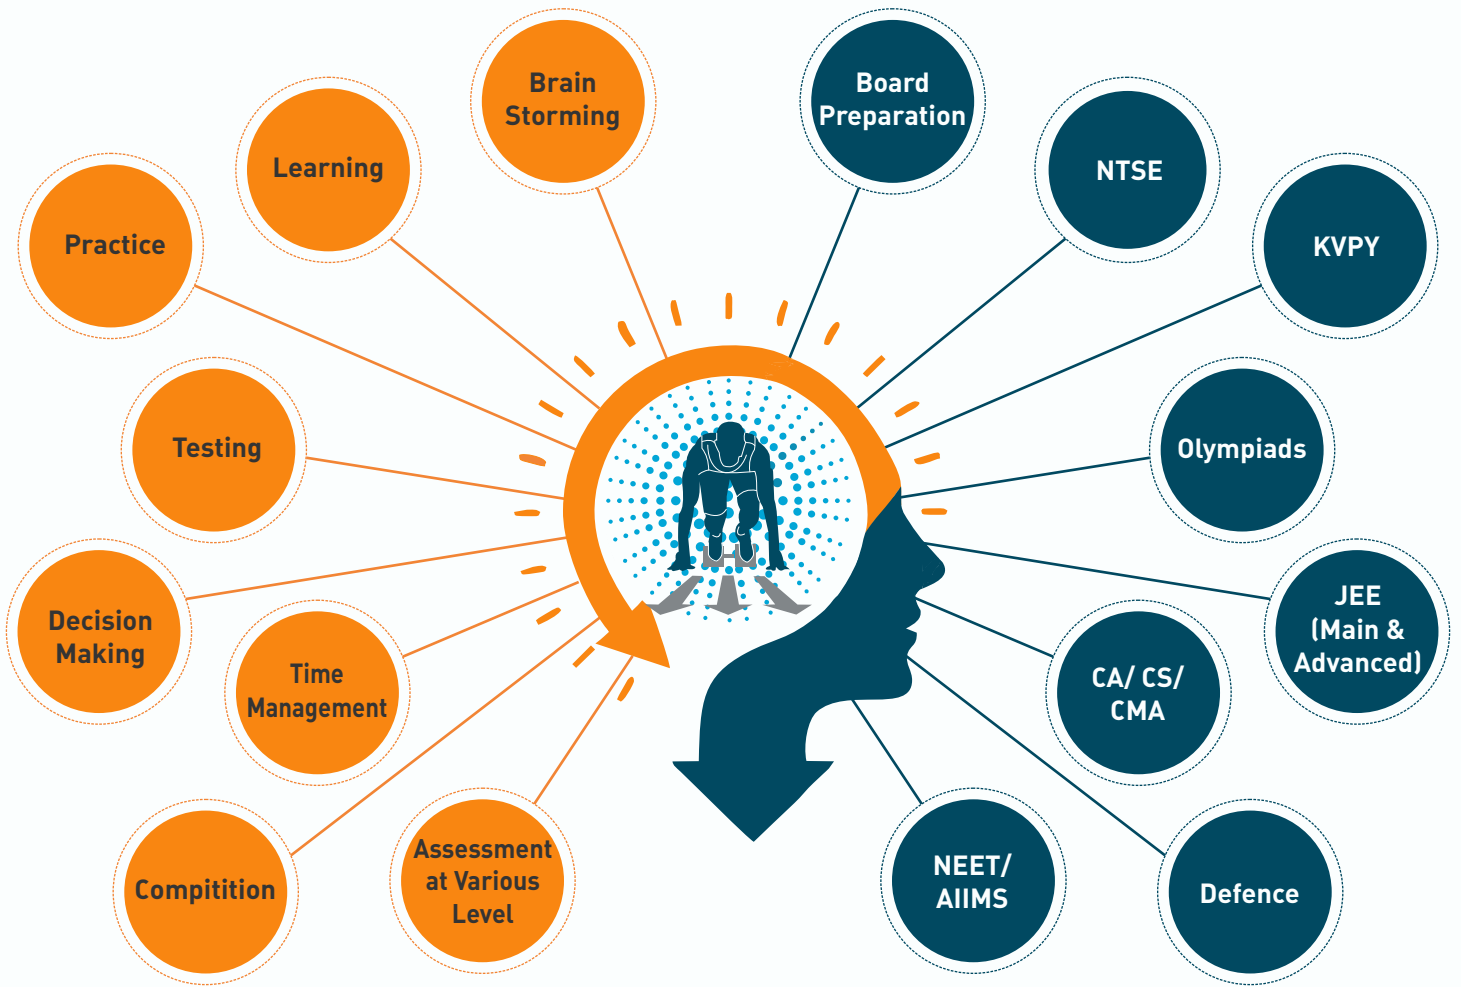 Brain
Storming
Learning
Practice
Testing
Decision
Making
Time
Management
Compitition
Assessment
at Various
Level
Board
Preparation
NTSE
KVPY
Olympiads
JEE
(Main &
Advanced)
CA/ CS/
CMA
Defence
NEET/
AIIMS